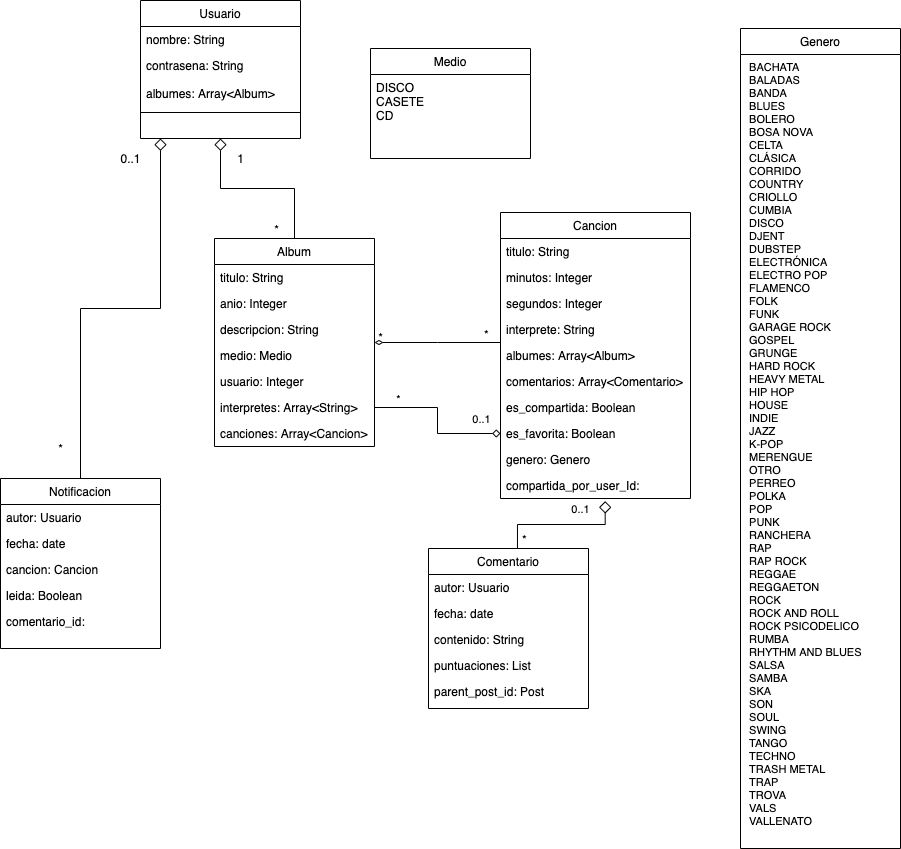 Usuario
nombre: String
contrasena: String
albumes: Array<Album>
0..1
1
*
*
Medio
DISCO
CASETE
CD
Album
titulo: String
anio: Integer
descripcion: String
medio: Medio
usuario: Integer
interpretes: Array<String>
canciones: Array<Cancion>
*
*
*
0..1
Cancion
titulo: String
minutos: Integer
segundos: Integer
interprete: String
albumes: Array<Album>
comentarios: Array<Comentario>
es_compartida: Boolean
es_favorita: Boolean
genero: Genero
compartida_por_user_Id:
0..1
*
Notificacion
autor: Usuario
fecha: date
cancion: Cancion
leida: Boolean
comentario_id:
Comentario
autor: Usuario
fecha: date
contenido: String
puntuaciones: List
parent_post_id: Post
Genero
BACHATA
BALADAS
BANDA
BLUES
BOLERO
BOSA NOVA
CELTA
CLÁSICA
CORRIDO
COUNTRY
CRIOLLO
CUMBIA
DISCO
DJENT
DUBSTEP
ELECTRÓNICA
ELECTRO POP
FLAMENCO
FOLK
FUNK
GARAGE ROCK
GOSPEL
GRUNGE
HARD ROCK
HEAVY METAL
HIP HOP
HOUSE
INDIE
JAZZ
K-POP
MERENGUE
OTRO
PERREO
POLKA
POP
PUNK
RANCHERA
RAP
RAP ROCK
REGGAE
REGGAETON
ROCK
ROCK AND ROLL
ROCK PSICODELICO
RUMBA
RHYTHM AND BLUES
SALSA
SAMBA
SKA
SON
SOUL
SWING
TANGO
TECHNO
TRASH METAL
TRAP
TROVA
VALS
VALLENATO